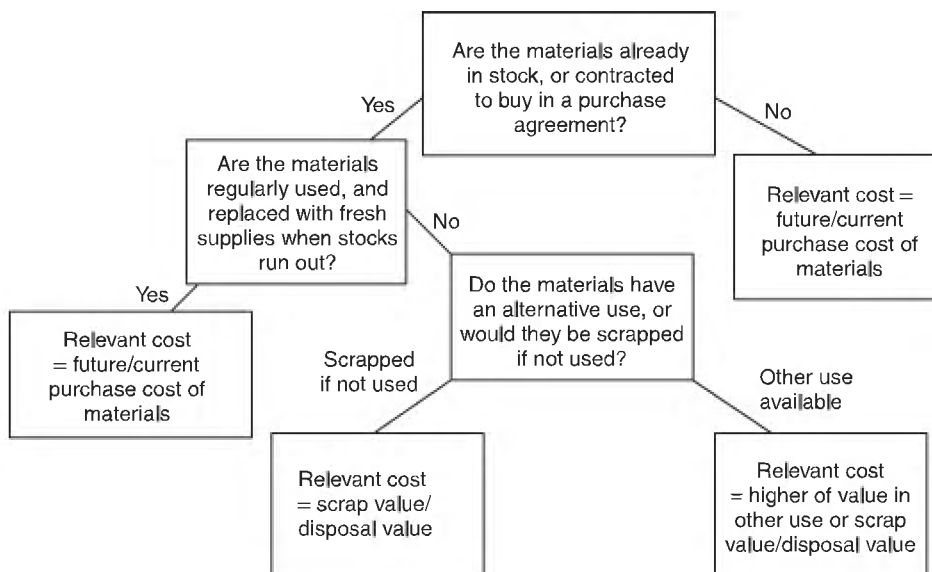 Are the materials already
in stock, or contracted
to buy in a purchase
agreement?
Yes
No
Are the materials
regularly used, and
replaced with fresh
supplies when stocks
run out?
Relevant cost =
future/current
purchase cost of
materials
No
Do the materials have
an alternative use, or
would they be scrapped
if not used?
Yes
Relevant cost
= future/current
purchase cost of
materials
Scrapped
if not used
Other use
available
Relevant cost
= scrap value/
disposal value
Relevant cost
= higher of value in
other use or scrap
value/disposal value